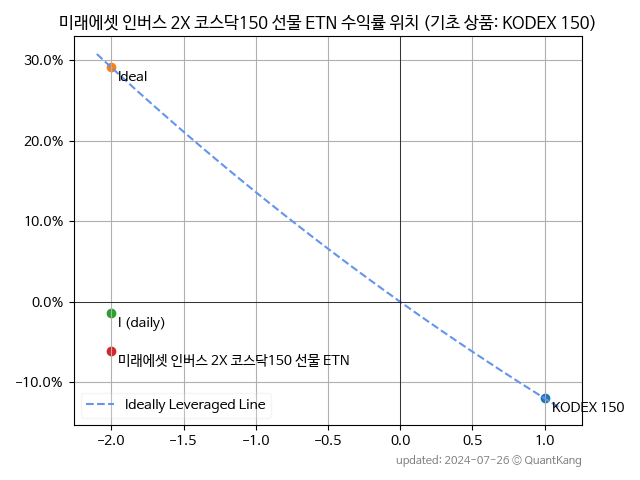 미래에셋 인버스 2X 코스닥150 선물 ETN 수익률 위치 (기초 상품: KODEX 150)
30.0%
Ideal
20.0%
10.0%
0.0%
I (daily)
미래에셋 인버스 2X 코스닥150 선물 ETN
−10.0%
Ideally Leveraged Line
KODEX 150
−2.0 −1.5 −1.0 −0.5 0.0 0.5 1.0
updated: 2024-07-26 © QuantKang